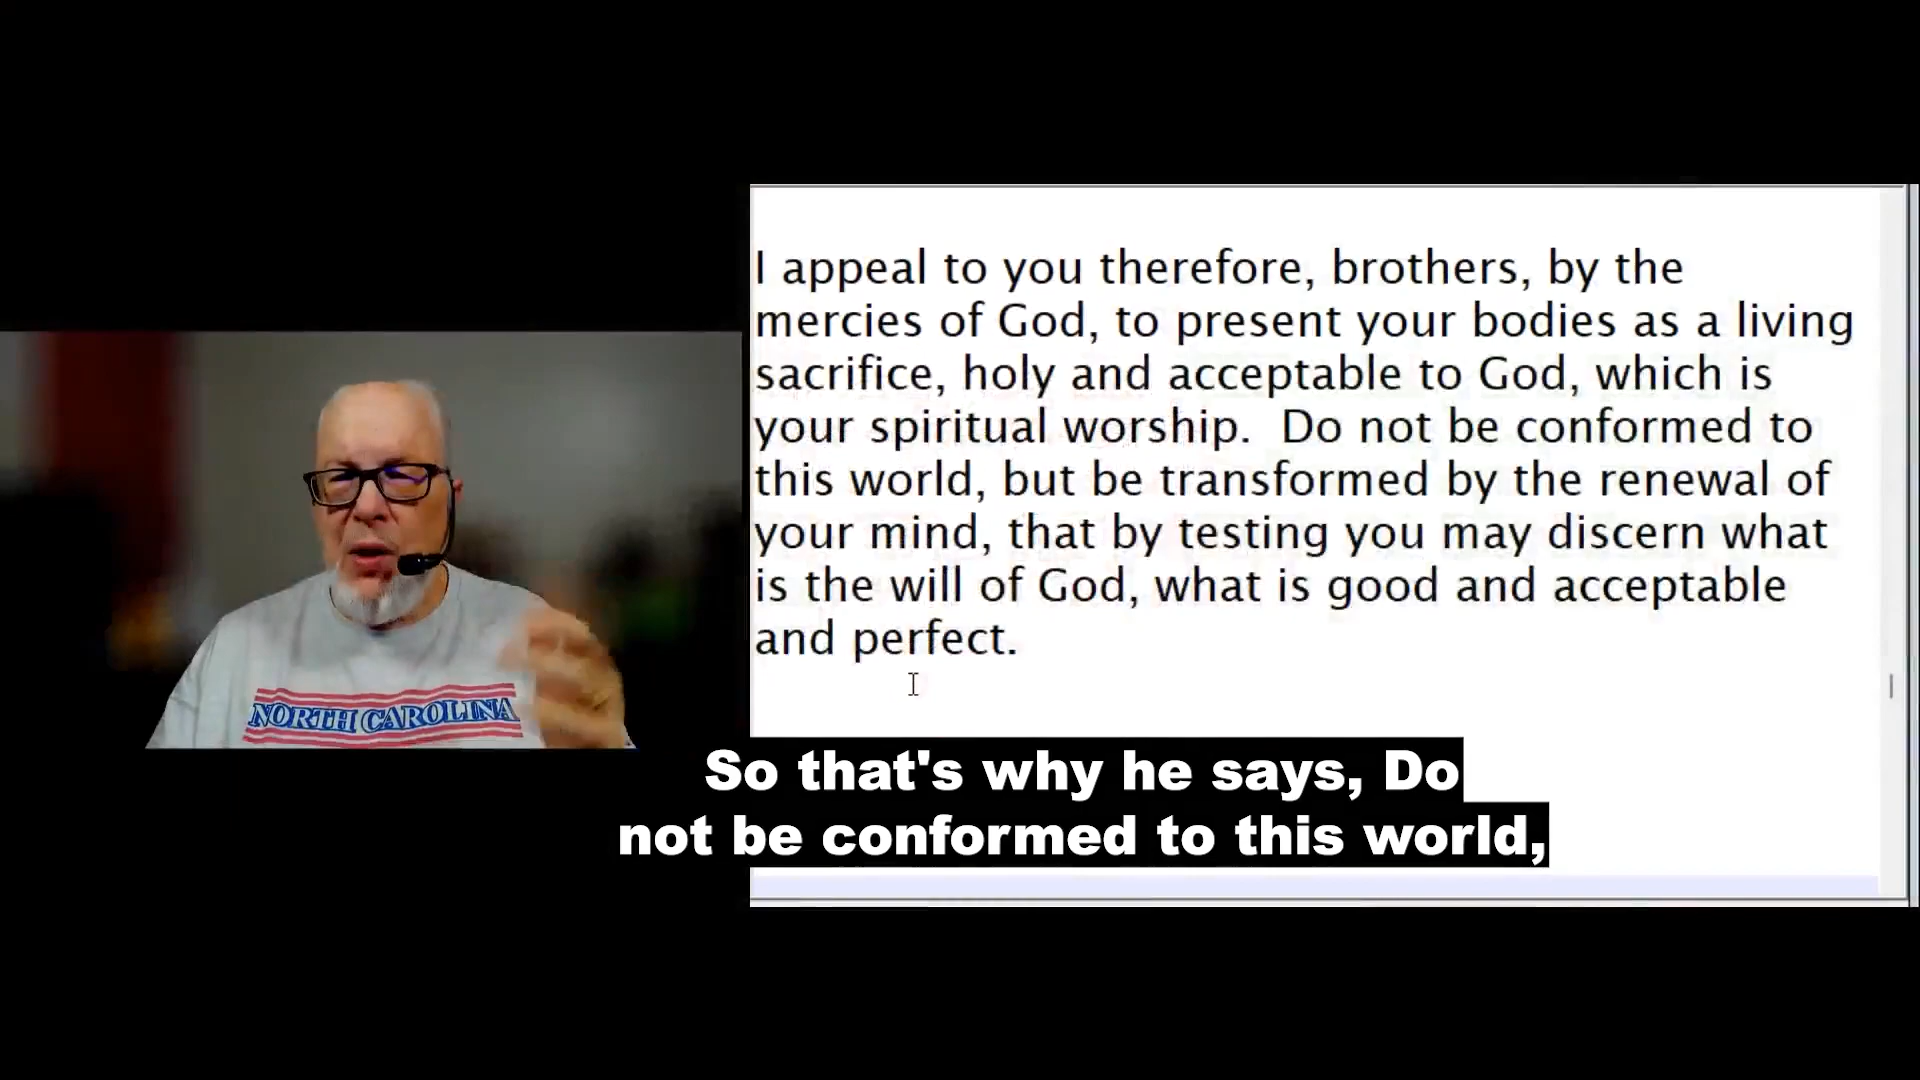 I appeal to you therefore, brothers, by the
mercies of God, to present your bodies as a living
sacrifice, holy and acceptable to God, which is
your spiritual worship.  Do not be conformed to
this world, but be transformed by the renewal of
your mind, that by testing you may discern what
is the will of God, what is good and acceptable
and perfect.
NORTH CAROLINA
So that's why he says, Do
not be conformed to this world,